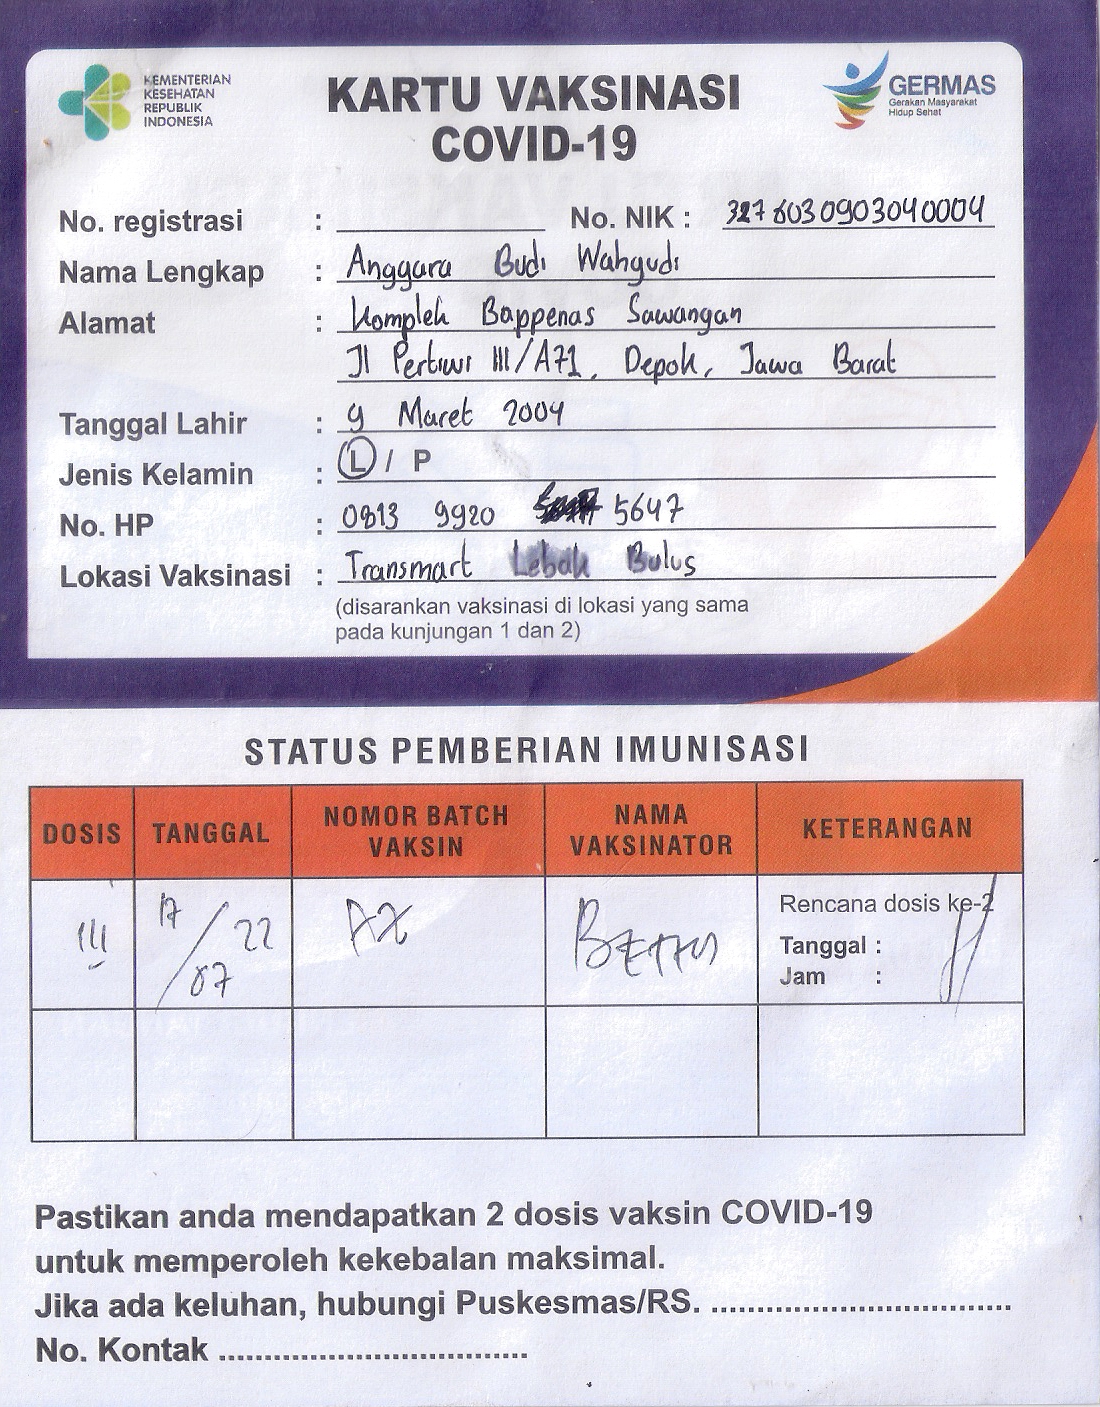 KEMENTERIAN
KESEHATAN
REPUBLIK
INDONESIA
KARTU VAKSINASI
COVID-19
GERMAS
Gerakan Masyarakat
Hidup Sehat
No. registrasi : No. NIK : 3276030903040004
Nama Lengkap : Anggara Budi Wahyudi
Alamat : Komplek Bappenas Sawangan
Jl Pertiwi III/A71, Depok, Jawa Barat
Tanggal Lahir : 9 Maret 2004
Jenis Kelamin : L / P
No. HP : 0813 9920 5647
Lokasi Vaksinasi : Transmart Lebak Bulus
(disarankan vaksinasi di lokasi yang sama
pada kunjungan 1 dan 2)
STATUS PEMBERIAN IMUNISASI
DOSIS TANGGAL NOMOR BATCH VAKSIN NAMA VAKSINATOR KETERANGAN
III 17/07 22
Rencana dosis ke-2
Tanggal :
Jam :
Pastikan anda mendapatkan 2 dosis vaksin COVID-19
untuk memperoleh kekebalan maksimal.
Jika ada keluhan, hubungi Puskesmas/RS. ..................................
No. Kontak ..................................